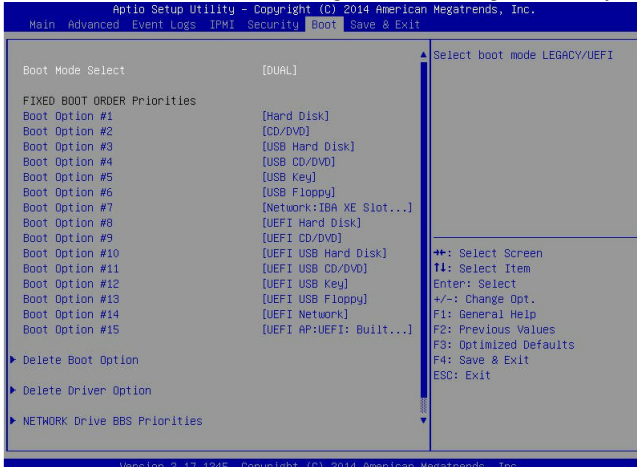 Aptio Setup Utility – Copyright (C) 2014 American Megatrends, Inc.
Main Advanced Event Logs IPMI Security Boot Save & Exit
Boot Mode Select [DUAL]
FIXED BOOT ORDER Priorities
Boot Option #1 [Hard Disk]
Boot Option #2 [CD/DVD]
Boot Option #3 [USB Hard Disk]
Boot Option #4 [USB CD/DVD]
Boot Option #5 [USB Key]
Boot Option #6 [USB Floppy]
Boot Option #7 [Network:IBA XE Slot...]
Boot Option #8 [UEFI Hard Disk]
Boot Option #9 [UEFI CD/DVD]
Boot Option #10 [UEFI USB Hard Disk]
Boot Option #11 [UEFI USB CD/DVD]
Boot Option #12 [UEFI USB Key]
Boot Option #13 [UEFI USB Floppy]
Boot Option #14 [UEFI Network]
Boot Option #15 [UEFI AP:UEFI: Built...]
Delete Boot Option
Delete Driver Option
NETWORK Drive BBS Priorities
Select boot mode LEGACY/UEFI
→←: Select Screen
↑↓: Select Item
Enter: Select
+/-: Change Opt.
F1: General Help
F2: Previous Values
F3: Optimized Defaults
F4: Save & Exit
ESC: Exit
Version 2.17.1245. Copyright (C) 2014 American Megatrends, Inc.